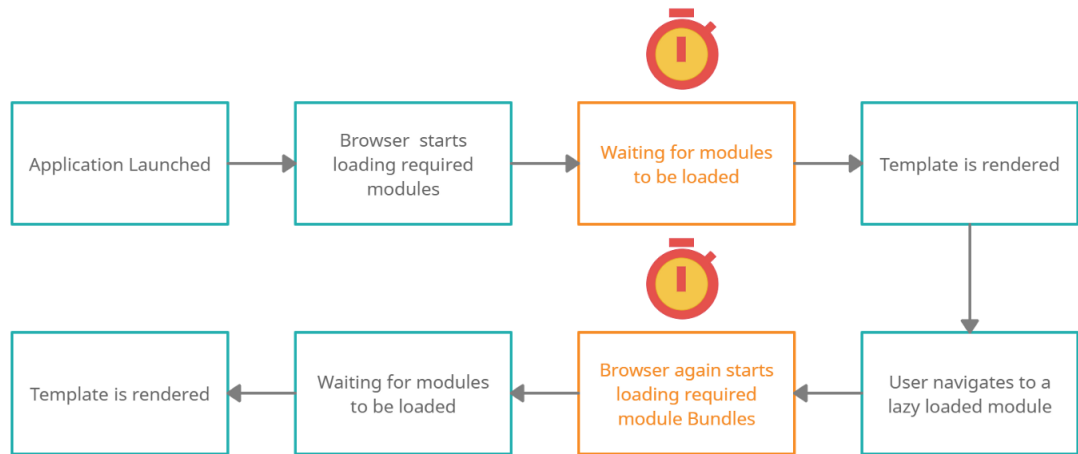 Application Launched
Browser starts
loading required
modules
Waiting for modules
to be loaded
Template is rendered
User navigates to a
lazy loaded module
Browser again starts
loading required
module Bundles
Waiting for modules
to be loaded
Template is rendered